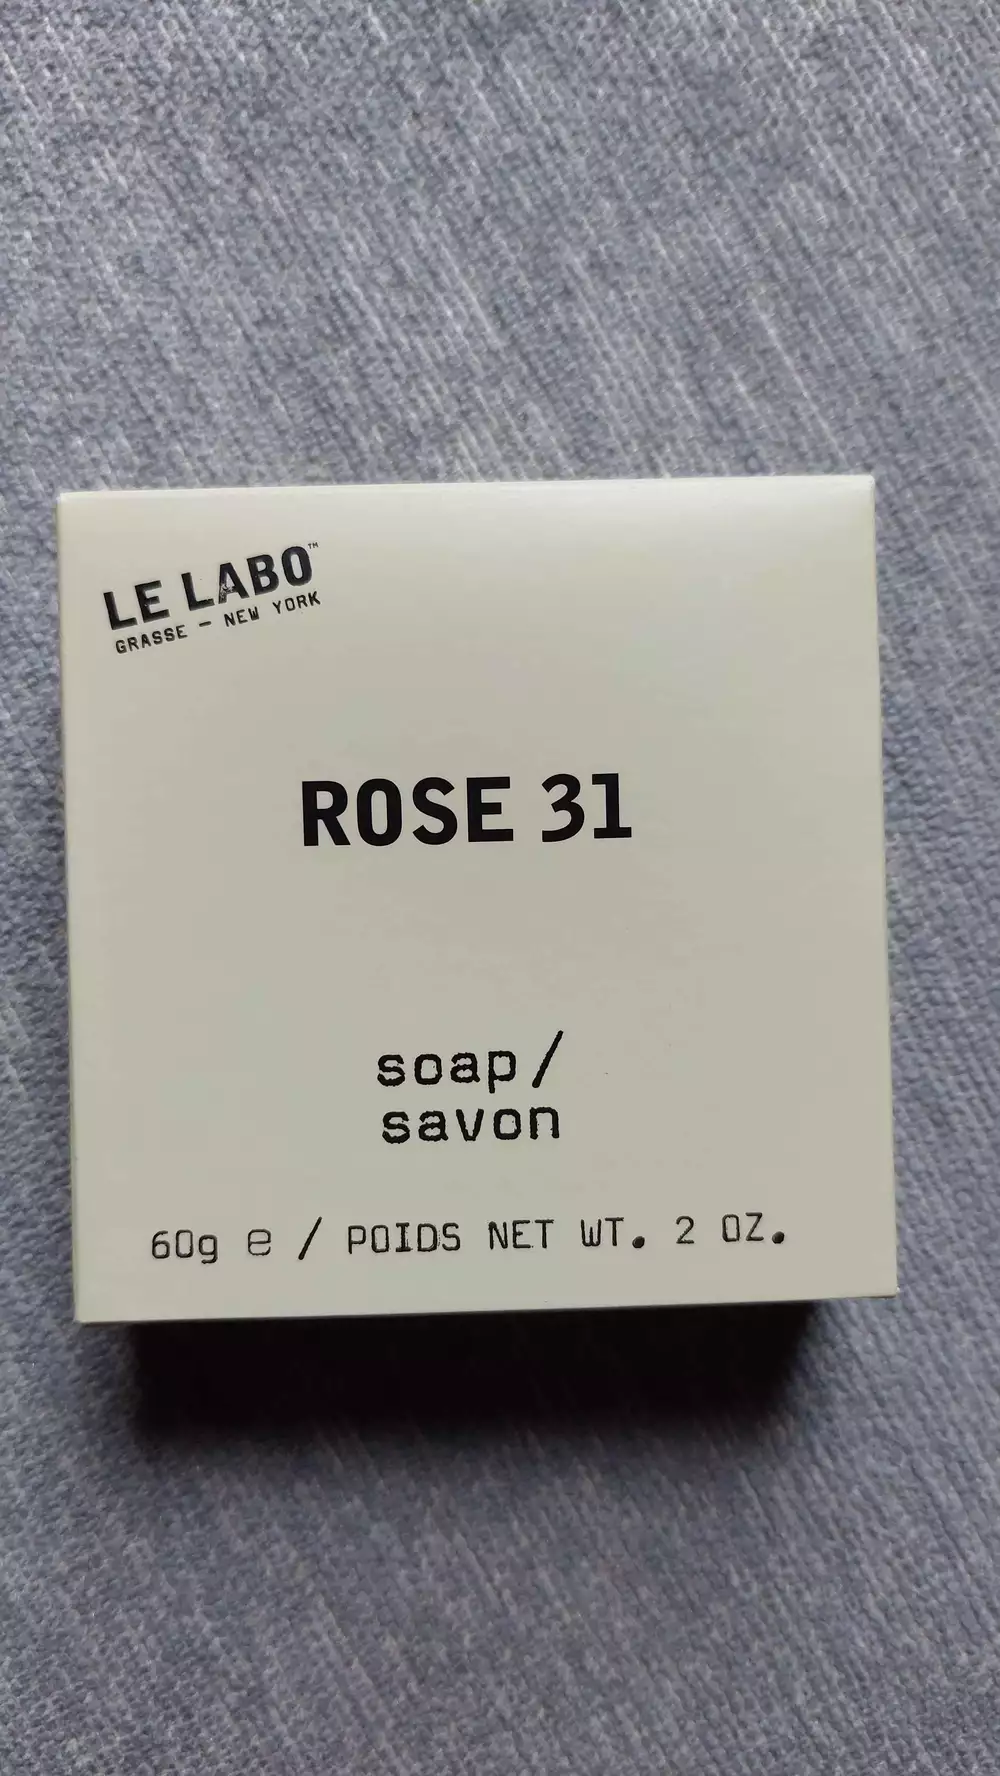 LE LABO™
GRASSE — NEW YORK
ROSE 31
soap/
savon
60g ℮ / POIDS NET WT. 2 OZ.